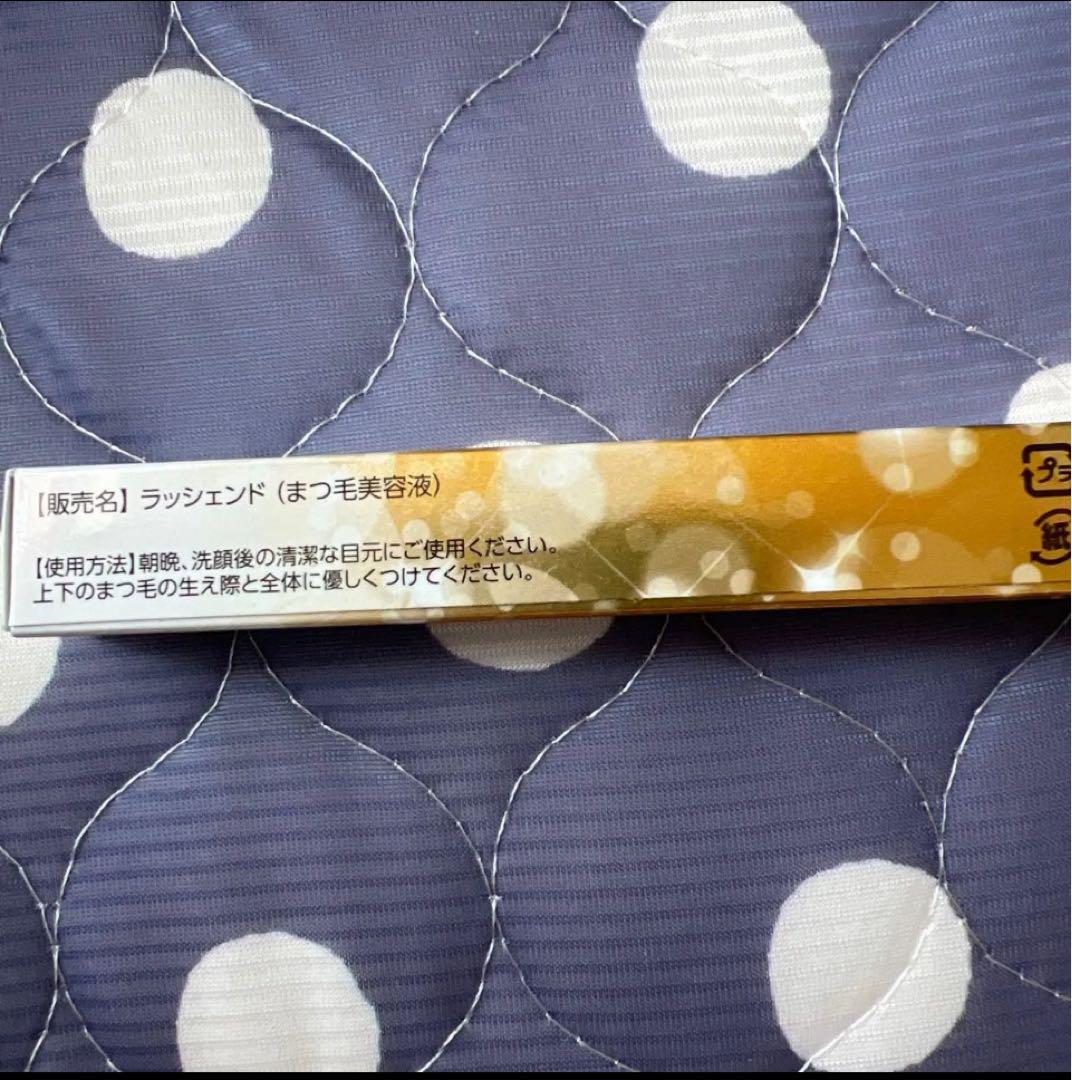 【販売名】ラッシェンド（まつ毛美容液）
【使用方法】朝晩、洗顔後の清潔な目元にご使用ください。
上下のまつ毛の生え際と全体に優しくつけてください。
プラ
紙